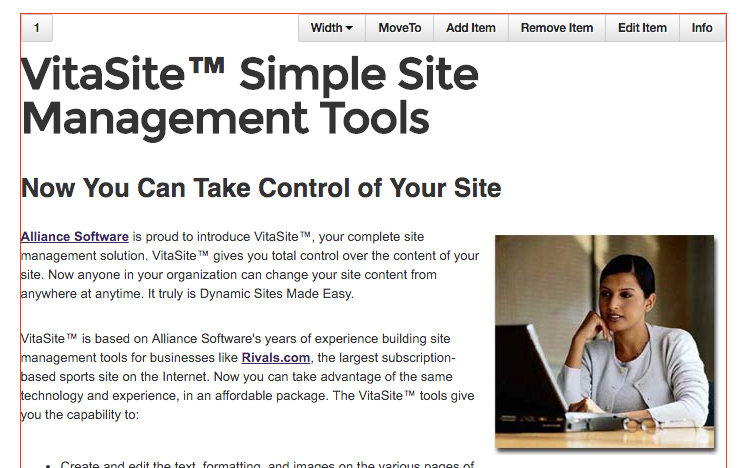 1 Width MoveTo Add Item Remove Item Edit Item Info
VitaSite™ Simple Site
Management Tools
Now You Can Take Control of Your Site
Alliance Software is proud to introduce VitaSite™, your complete site
management solution. VitaSite™ gives you total control over the content of your
site. Now anyone in your organization can change your site content from
anywhere at anytime. It truly is Dynamic Sites Made Easy.
VitaSite™ is based on Alliance Software's years of experience building site
management tools for businesses like Rivals.com, the largest subscription-
based sports site on the Internet. Now you can take advantage of the same
technology and experience, in an affordable package. The VitaSite™ tools give
you the capability to:
• Create and edit the text, formatting, and images on the various pages of